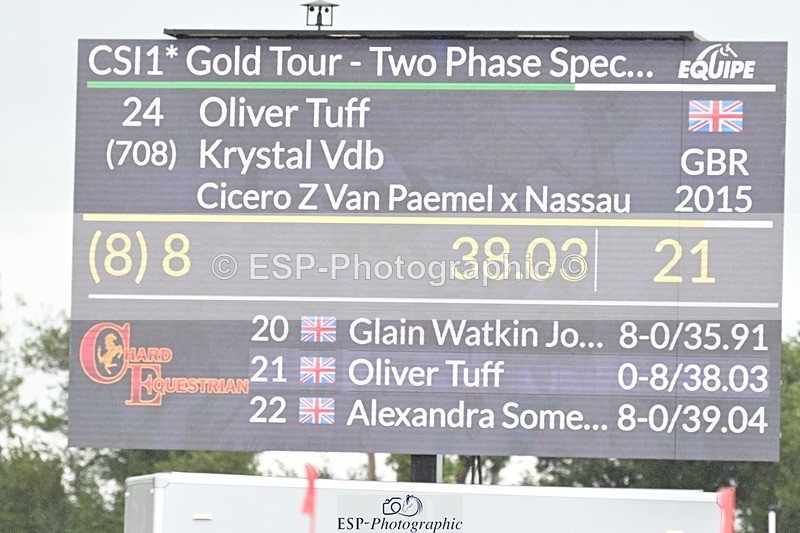 CSI1* Gold Tour - Two Phase Spec... EQUIPE
24 Oliver Tuff
(708) Krystal Vdb GBR
Cicero Z Van Paemel x Nassau 2015
(8) 8 38.03 21
© ESP-Photographic ©
20 Glain Watkin Jo... 8-0/35.91
CHARD EQUESTRIAN
21 Oliver Tuff 0-8/38.03
22 Alexandra Some... 8-0/39.04
ESP-Photographic